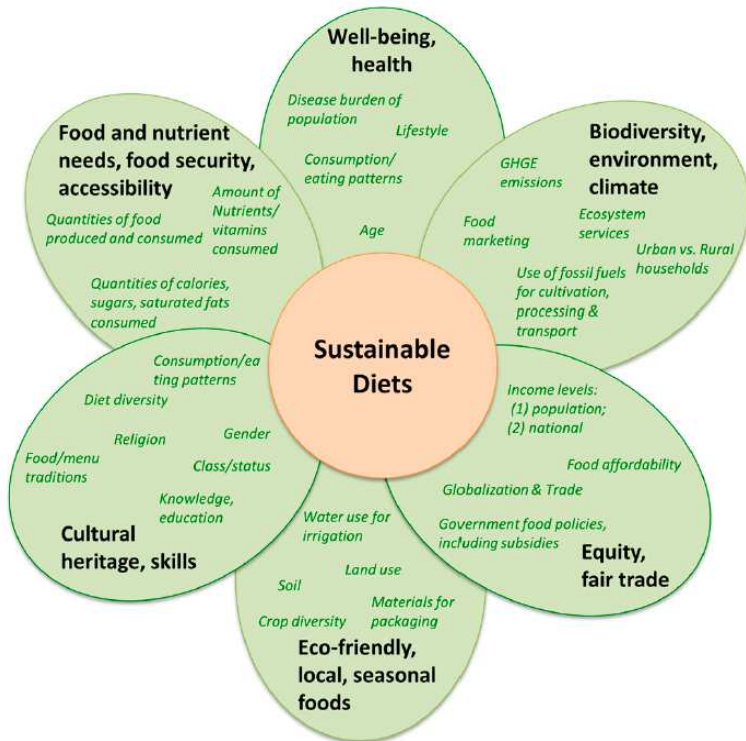 Well-being,
health
Disease burden of
population
Lifestyle
Consumption/
eating patterns
Age
Food and nutrient
needs, food security,
accessibility
Amount of
Nutrients/
vitamins
consumed
Quantities of food
produced and consumed
Quantities of calories,
sugars, saturated fats
consumed
Biodiversity,
environment,
climate
GHGE
emissions
Food
marketing
Ecosystem
services
Urban vs. Rural
households
Use of fossil fuels
for cultivation,
processing &
transport
Sustainable
Diets
Consumption/ea
ting patterns
Diet diversity
Religion
Gender
Food/menu
traditions
Class/status
Knowledge,
education
Cultural
heritage, skills
Income levels:
(1) population;
(2) national
Food affordability
Globalization & Trade
Government food policies,
including subsidies
Equity,
fair trade
Water use for
irrigation
Land use
Soil
Crop diversity
Materials for
packaging
Eco-friendly,
local, seasonal
foods